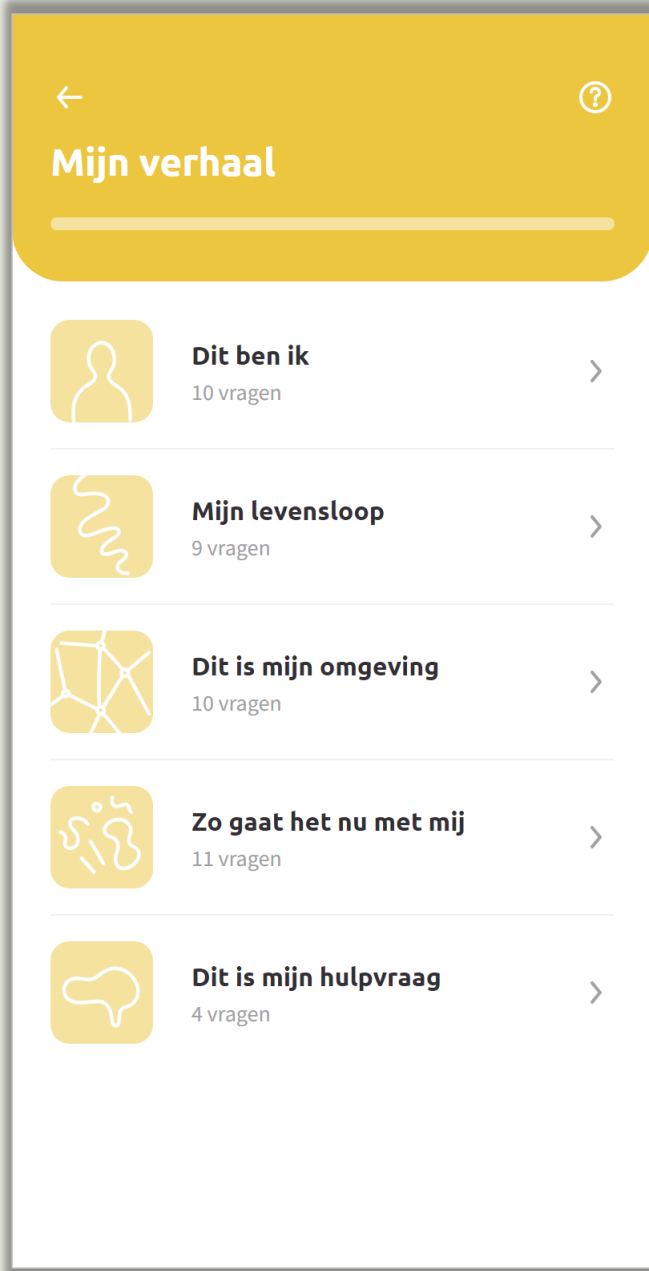 Mijn verhaal
Dit ben ik
10 vragen
Mijn levensloop
9 vragen
Dit is mijn omgeving
10 vragen
Zo gaat het nu met mij
11 vragen
Dit is mijn hulpvraag
4 vragen